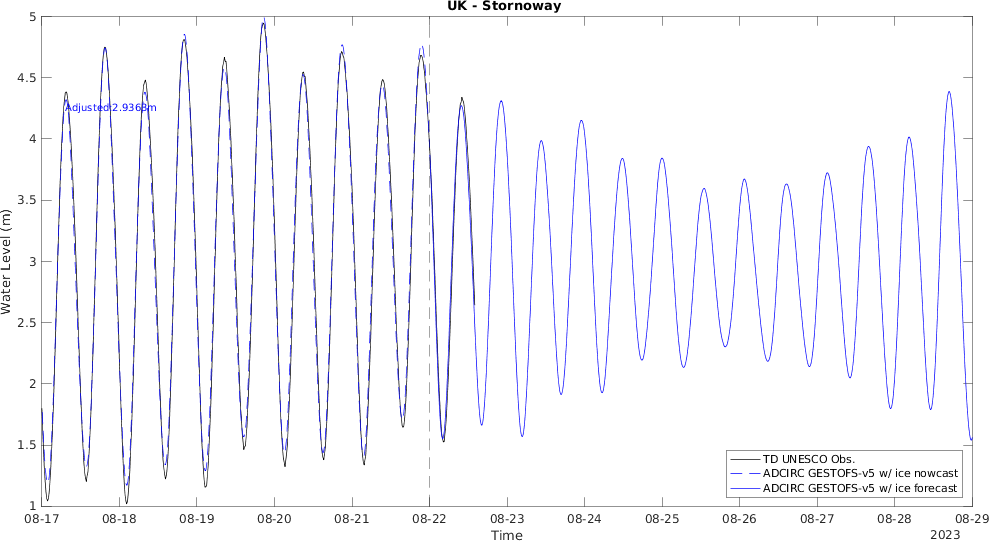 UK - Stornoway
5
4.5
4
3.5
3
2.5
2
1.5
1
Water Level (m)
Adjusted 2.9363m
TD UNESCO Obs.
ADCIRC GESTOFS-v5 w/ ice nowcast
ADCIRC GESTOFS-v5 w/ ice forecast
08-17 08-18 08-19 08-20 08-21 08-22 08-23 08-24 08-25 08-26 08-27 08-28 08-29
Time
2023